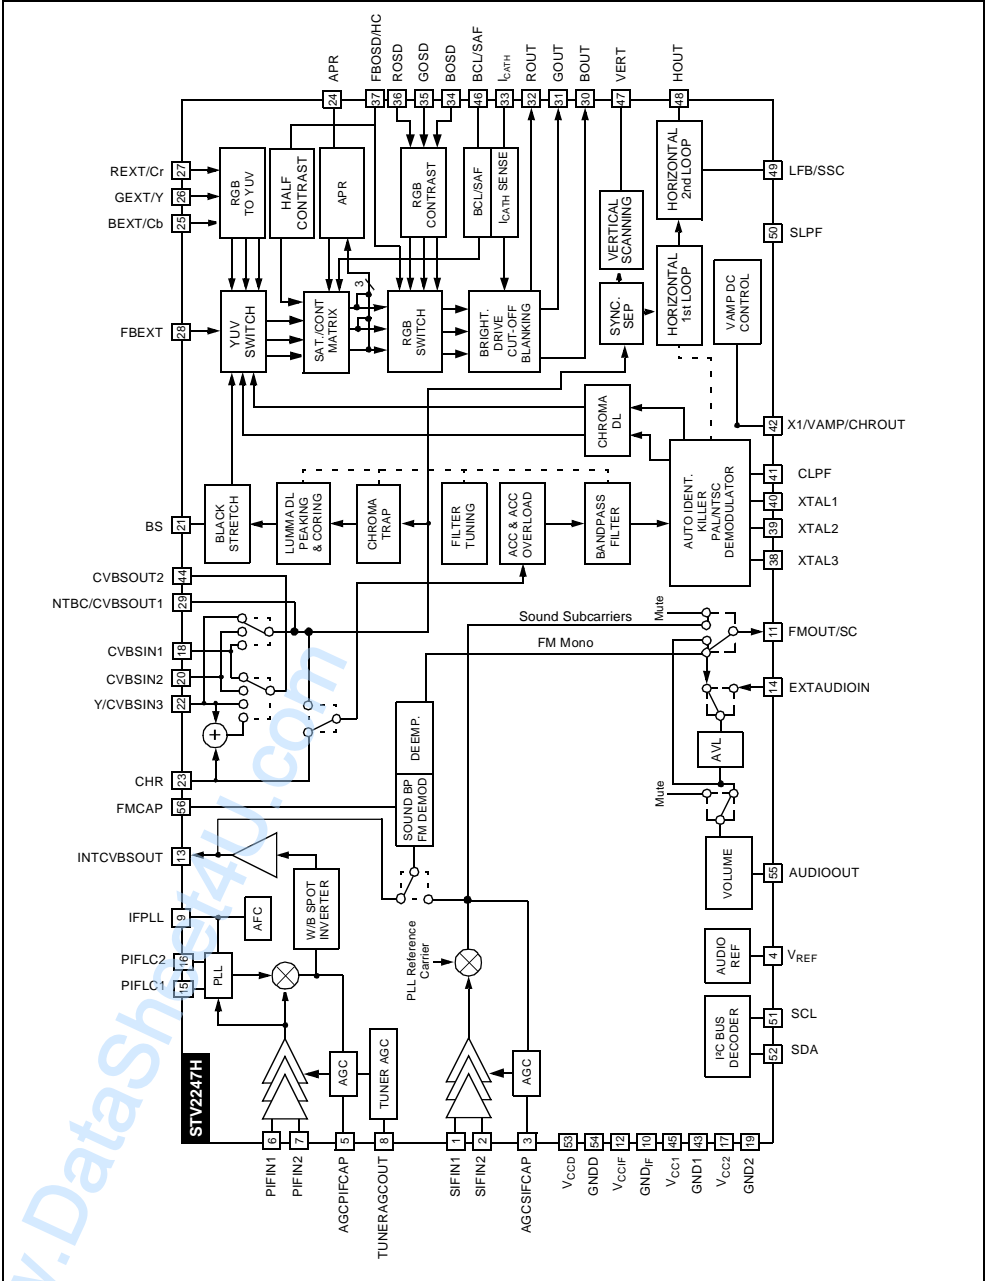 APR
FBOSD/HC
ROSD
GOSD
BOSD
BCL/SAF
ICATH
ROUT
GOUT
BOUT
VERT
HOUT
24
37
36
35
34
46
33
32
31
30
47
48
REXT/Cr
27
GEXT/Y
26
BEXT/Cb
25
FBEXT
28
BS
21
CVBSOUT2
44
NTBC/CVBSOUT1
29
CVBSIN1
18
CVBSIN2
20
Y/CVBSIN3
22
CHR
23
FMCAP
56
INTCVBSOUT
13
IFPLL
9
PIFLC2
16
PIFLC1
15
RGB
TO YUV
HALF
CONTRAST
APR
RGB
CONTRAST
BCL/SAF
ICATH SENSE
VERTICAL
SCANNING
HORIZONTAL
2nd LOOP
YUV
SWITCH
SAT./CONT
MATRIX
3
RGB
SWITCH
BRIGHT.
DRIVE
CUT-OFF
BLANKING
SYNC.
SEP
HORIZONTAL
1st LOOP
VAMP DC
CONTROL
CHROMA
DL
BLACK
STRETCH
LUMMA DL
PEAKING
& CORING
CHROMA
TRAP
FILTER
TUNING
ACC & ACC
OVERLOAD
BANDPASS
FILTER
AUTO IDENT.
KILLER
PAL/NTSC
DEMODULATOR
Sound Subcarriers
FM Mono
Mute
+
DEEMP.
SOUND BP
FM DEMOD
AVL
Mute
VOLUME
W/B SPOT
INVERTER
AFC
PLL
PLL Reference
Carrier
AUDIO
REF
I²C BUS
DECODER
AGC
TUNER AGC
AGC
STV2247H
49
LFB/SSC
50
SLPF
42
X1/VAMP/CHROUT
41
CLPF
40
XTAL1
39
XTAL2
38
XTAL3
11
FMOUT/SC
14
EXTAUDIOIN
55
AUDIOOUT
4
VREF
51
SCL
52
SDA
6
7
5
8
1
2
3
53
54
12
10
45
43
17
19
PIFIN1
PIFIN2
AGCPIFCAP
TUNERAGCOUT
SIFIN1
SIFIN2
AGCSIFCAP
VCCD
GNDD
VCCIF
GNDIF
VCC1
GND1
VCC2
GND2
w.DataSheet4U.com